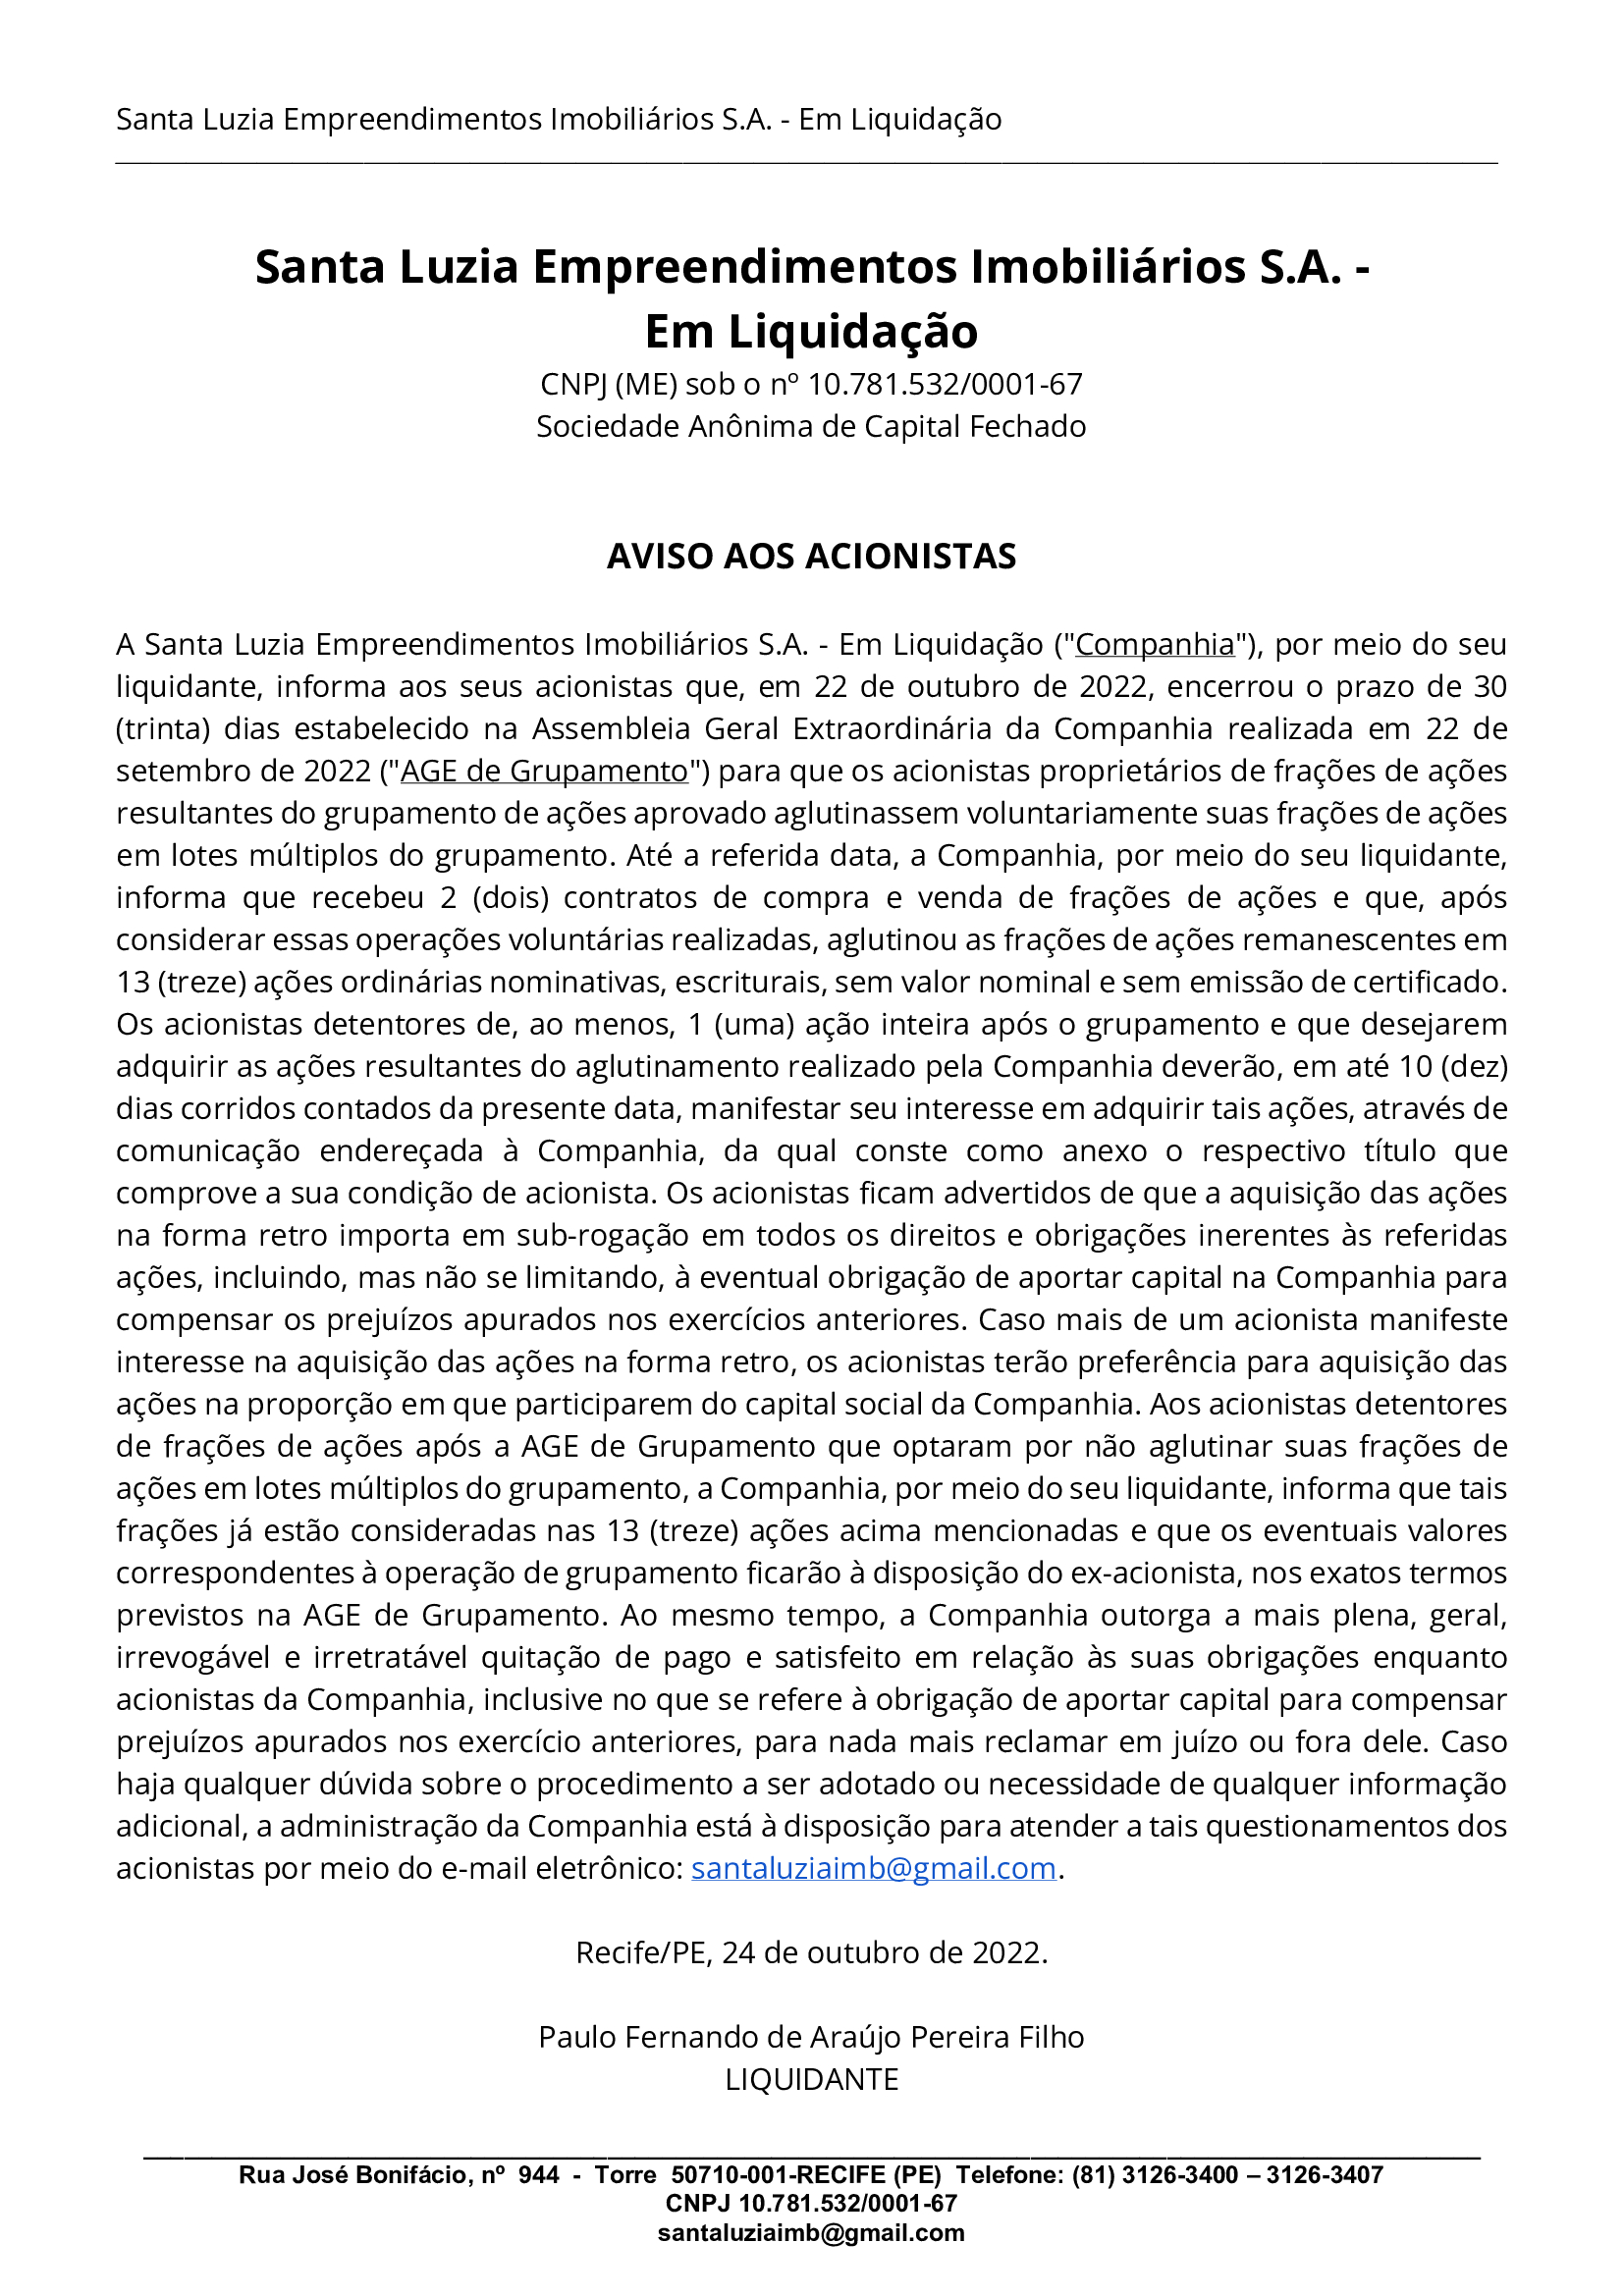 Santa Luzia Empreendimentos Imobiliários S.A. - Em Liquidação
Santa Luzia Empreendimentos Imobiliários S.A. -
Em Liquidação
CNPJ (ME) sob o nº 10.781.532/0001-67
Sociedade Anônima de Capital Fechado
AVISO AOS ACIONISTAS
A Santa Luzia Empreendimentos Imobiliários S.A. - Em Liquidação ("Companhia"), por meio do seu
liquidante, informa aos seus acionistas que, em 22 de outubro de 2022, encerrou o prazo de 30
(trinta) dias estabelecido na Assembleia Geral Extraordinária da Companhia realizada em 22 de
setembro de 2022 ("AGE de Grupamento") para que os acionistas proprietários de frações de ações
resultantes do grupamento de ações aprovado aglutinassem voluntariamente suas frações de ações
em lotes múltiplos do grupamento. Até a referida data, a Companhia, por meio do seu liquidante,
informa que recebeu 2 (dois) contratos de compra e venda de frações de ações e que, após
considerar essas operações voluntárias realizadas, aglutinou as frações de ações remanescentes em
13 (treze) ações ordinárias nominativas, escriturais, sem valor nominal e sem emissão de certificado.
Os acionistas detentores de, ao menos, 1 (uma) ação inteira após o grupamento e que desejarem
adquirir as ações resultantes do aglutinamento realizado pela Companhia deverão, em até 10 (dez)
dias corridos contados da presente data, manifestar seu interesse em adquirir tais ações, através de
comunicação endereçada à Companhia, da qual conste como anexo o respectivo título que
comprove a sua condição de acionista. Os acionistas ficam advertidos de que a aquisição das ações
na forma retro importa em sub-rogação em todos os direitos e obrigações inerentes às referidas
ações, incluindo, mas não se limitando, à eventual obrigação de aportar capital na Companhia para
compensar os prejuízos apurados nos exercícios anteriores. Caso mais de um acionista manifeste
interesse na aquisição das ações na forma retro, os acionistas terão preferência para aquisição das
ações na proporção em que participarem do capital social da Companhia. Aos acionistas detentores
de frações de ações após a AGE de Grupamento que optaram por não aglutinar suas frações de
ações em lotes múltiplos do grupamento, a Companhia, por meio do seu liquidante, informa que tais
frações já estão consideradas nas 13 (treze) ações acima mencionadas e que os eventuais valores
correspondentes à operação de grupamento ficarão à disposição do ex-acionista, nos exatos termos
previstos na AGE de Grupamento. Ao mesmo tempo, a Companhia outorga a mais plena, geral,
irrevogável e irretratável quitação de pago e satisfeito em relação às suas obrigações enquanto
acionistas da Companhia, inclusive no que se refere à obrigação de aportar capital para compensar
prejuízos apurados nos exercício anteriores, para nada mais reclamar em juízo ou fora dele. Caso
haja qualquer dúvida sobre o procedimento a ser adotado ou necessidade de qualquer informação
adicional, a administração da Companhia está à disposição para atender a tais questionamentos dos
acionistas por meio do e-mail eletrônico: santaluziaimb@gmail.com.
Recife/PE, 24 de outubro de 2022.
Paulo Fernando de Araújo Pereira Filho
LIQUIDANTE
Rua José Bonifácio, nº 944 - Torre 50710-001-RECIFE (PE) Telefone: (81) 3126-3400 – 3126-3407
CNPJ 10.781.532/0001-67
santaluziaimb@gmail.com